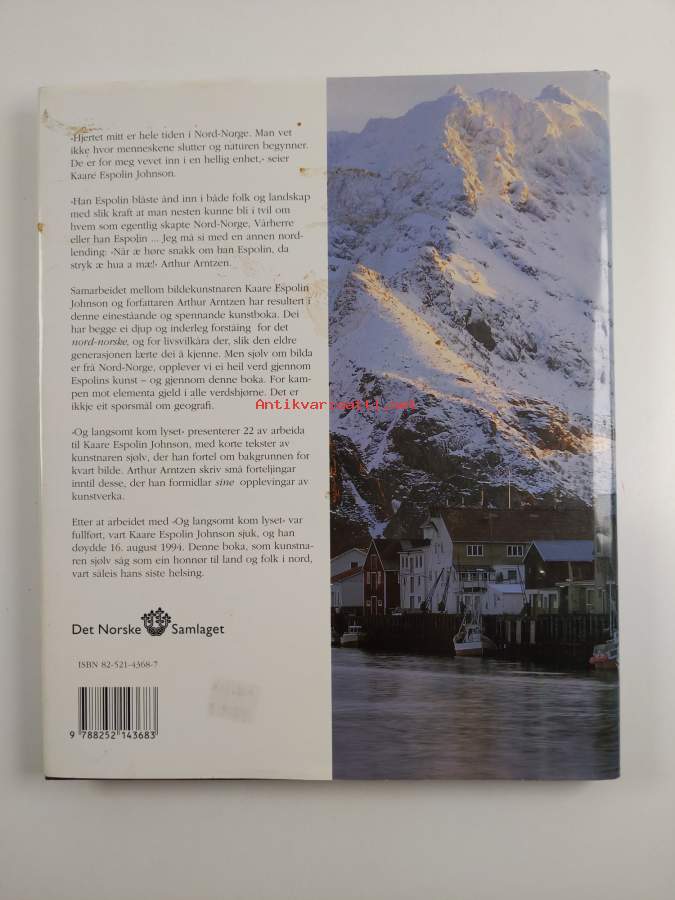 -Hjertet mitt er hele tiden i Nord-Norge. Man vet
ikke hvor menneskene slutter og naturen begynner.
De er for meg vevet inn i en hellig enhet,- seier
Kaare Espolin Johnson.
-Han Espolin blåste ånd inn i både folk og landskap
med slik kraft at man nesten kunne bli i tvil om
hvem som egentlig skapte Nord-Norge, Vårherre
eller han Espolin ... Jeg må si med en annen nord-
lending: -Når æ høre snakk om han Espolin, da
stryk æ hua a mæ!- Arthur Arntzen.
Samarbeidet mellom bildekunstnaren Kaare Espolin
Johnson og forfattaren Arthur Arntzen har resultert i
denne eineståande og spennande kunstboka. Dei
har begge ei djup og inderleg forståing for det
nord-norske, og for livsvilkåra der, slik den eldre
generasjonen lærte dei å kjenne. Men sjølv om bilda
er frå Nord-Norge, opplever vi ei heil verd gjennom
Espolins kunst – og gjennom denne boka. For kam-
pen mot elementa gjeld i alle verdshjørne. Det er
ikkje eit spørsmål om geografi.
Antikvariaatti.net
-Og langsomt kom lyset- presenterer 22 av arbeida
til Kaare Espolin Johnson, med korte tekster av
kunstnaren sjølv, der han fortel om bakgrunnen for
kvart bilde. Arthur Arntzen skriv små forteljingar
inntil desse, der han formidlar sine opplevingar av
kunstverka.
Etter at arbeidet med -Og langsomt kom lyset- var
fullført, vart Kaare Espolin Johnson sjuk, og han
døydde 16. august 1994. Denne boka, som kunstna-
ren sjølv såg som ein honnør til land og folk i nord,
vart såleis hans siste helsing.
Det Norske Samlaget
ISBN 82-521-4368-7
9 788252 143683